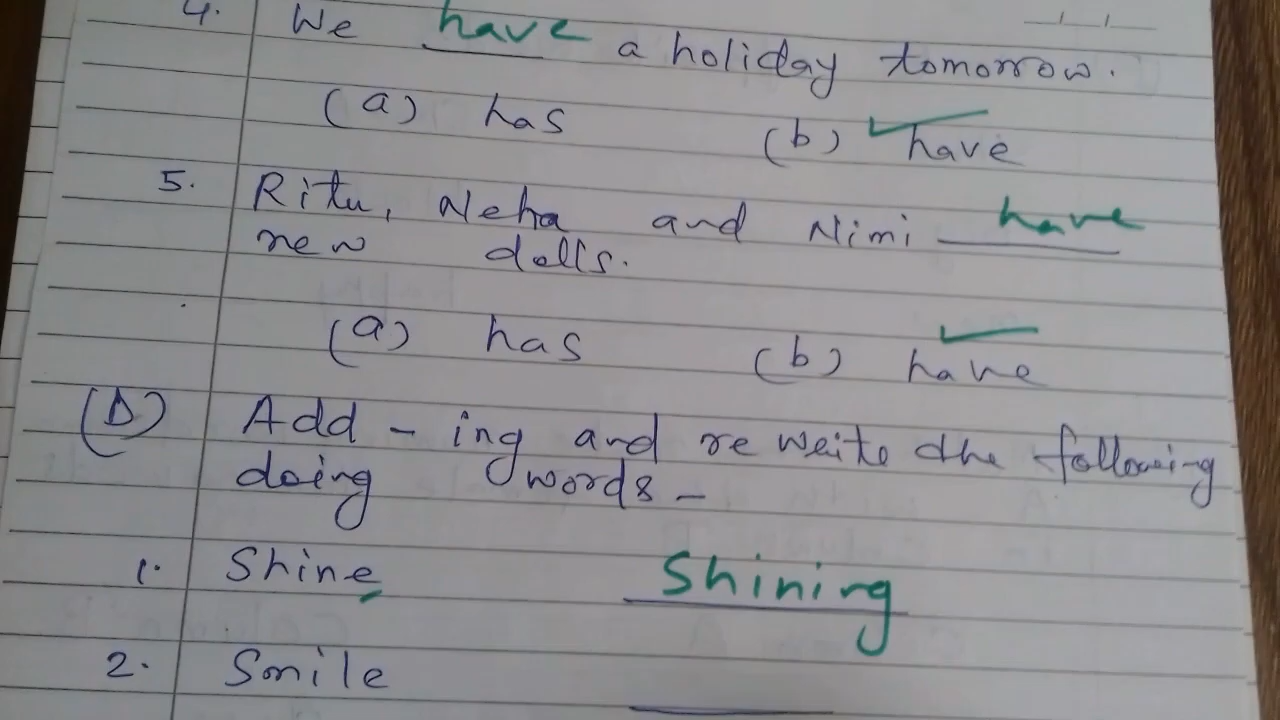 4. We have a holiday tomorrow.
(a) has (b) have
5. Ritu, Neha and Nimi have
new dolls.
(a) has (b) have
(D) Add - ing and rewrite the following
doing words -
1. Shine Shining
2. Smile